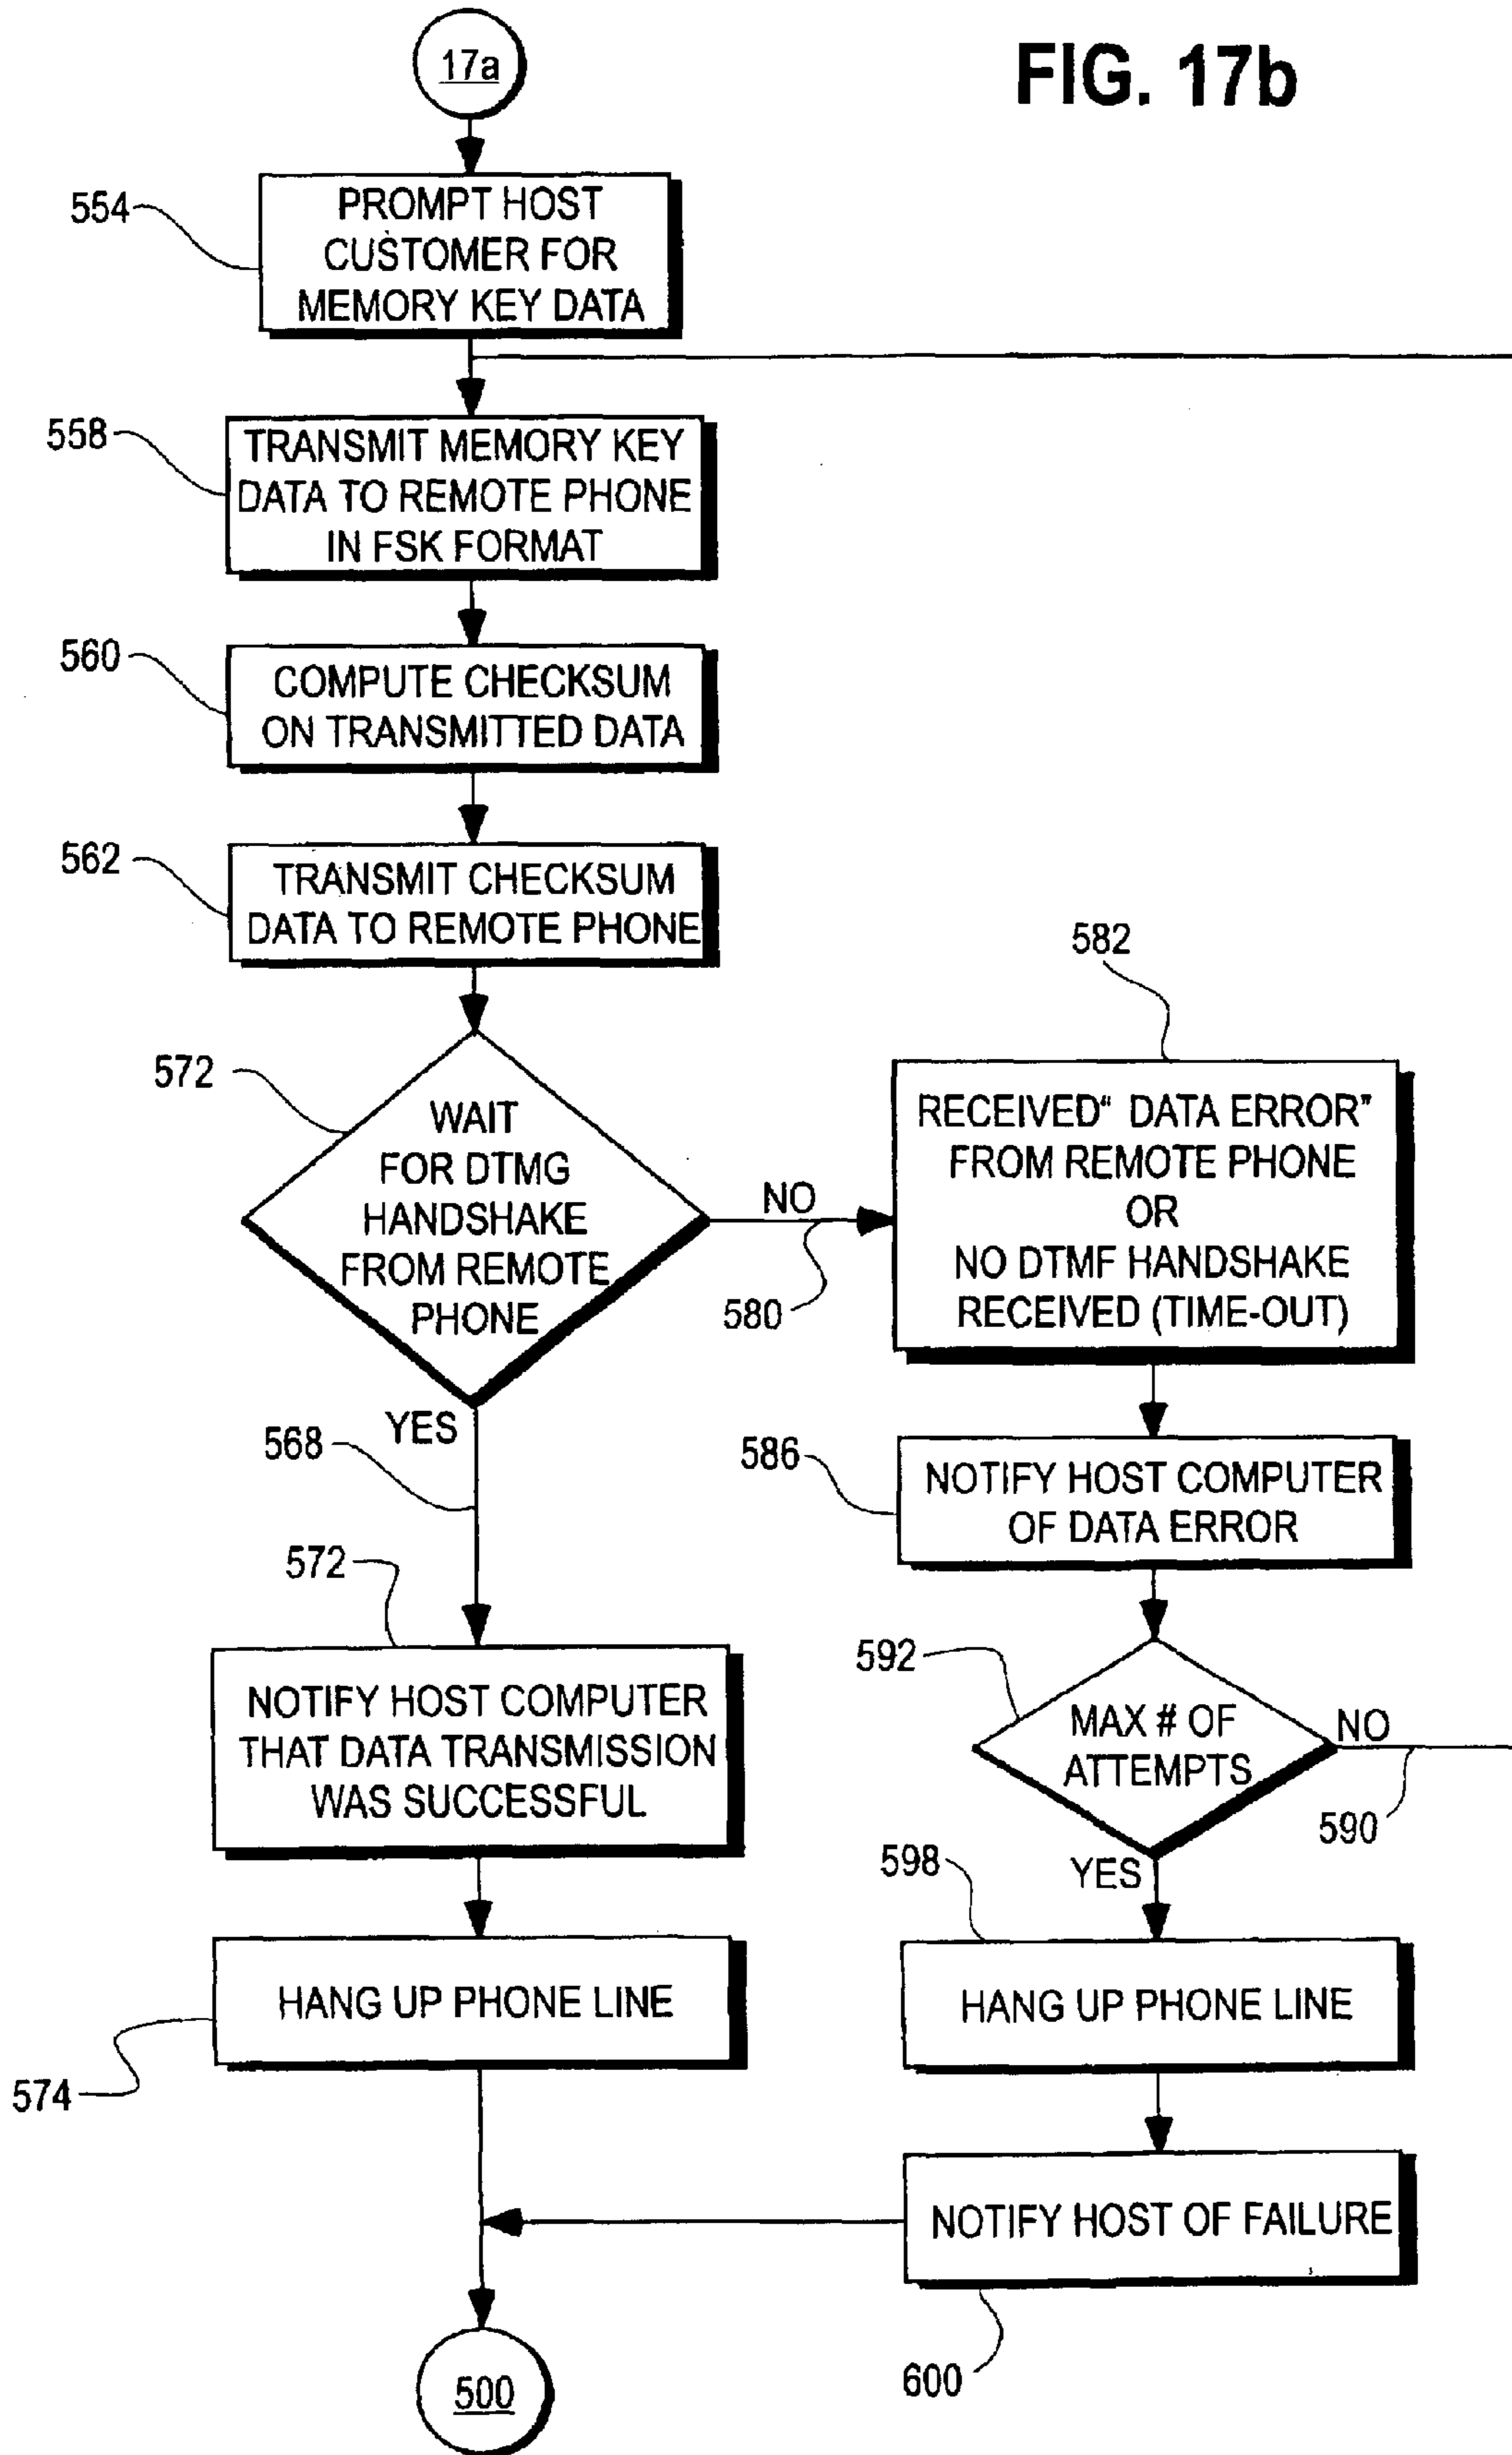 17a
FIG. 17b
554
PROMPT HOST
CUSTOMER FOR
MEMORY KEY DATA
558
TRANSMIT MEMORY KEY
DATA TO REMOTE PHONE
IN FSK FORMAT
560
COMPUTE CHECKSUM
ON TRANSMITTED DATA
562
TRANSMIT CHECKSUM
DATA TO REMOTE PHONE
572
WAIT
FOR DTMG
HANDSHAKE
FROM REMOTE
PHONE
NO
580
582
RECEIVED“ DATA ERROR”
FROM REMOTE PHONE
OR
NO DTMF HANDSHAKE
RECEIVED (TIME-OUT)
YES
568
586
NOTIFY HOST COMPUTER
OF DATA ERROR
572
NOTIFY HOST COMPUTER
THAT DATA TRANSMISSION
WAS SUCCESSFUL
592
MAX # OF
ATTEMPTS
NO
590
YES
598
HANG UP PHONE LINE
574
HANG UP PHONE LINE
NOTIFY HOST OF FAILURE
600
500